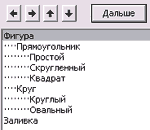 Дальше
Фигура
Прямоугольник
Простой
Скругленный
Квадрат
Круг
Круглый
Овальный
Заливка